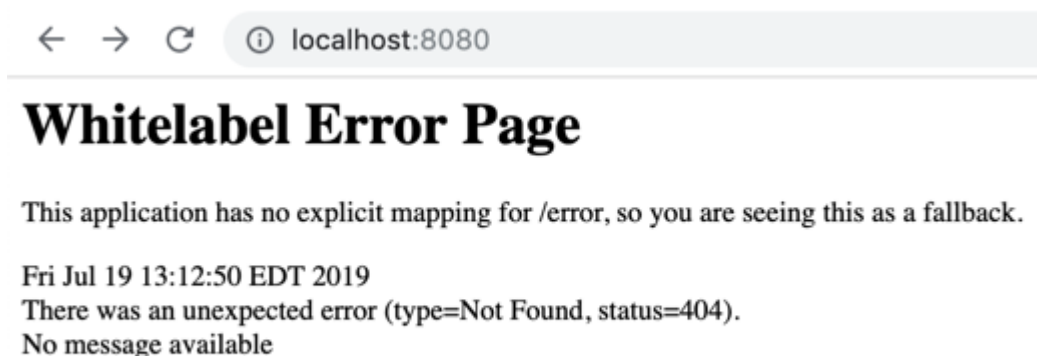 localhost:8080
Whitelabel Error Page
This application has no explicit mapping for /error, so you are seeing this as a fallback.
Fri Jul 19 13:12:50 EDT 2019
There was an unexpected error (type=Not Found, status=404).
No message available